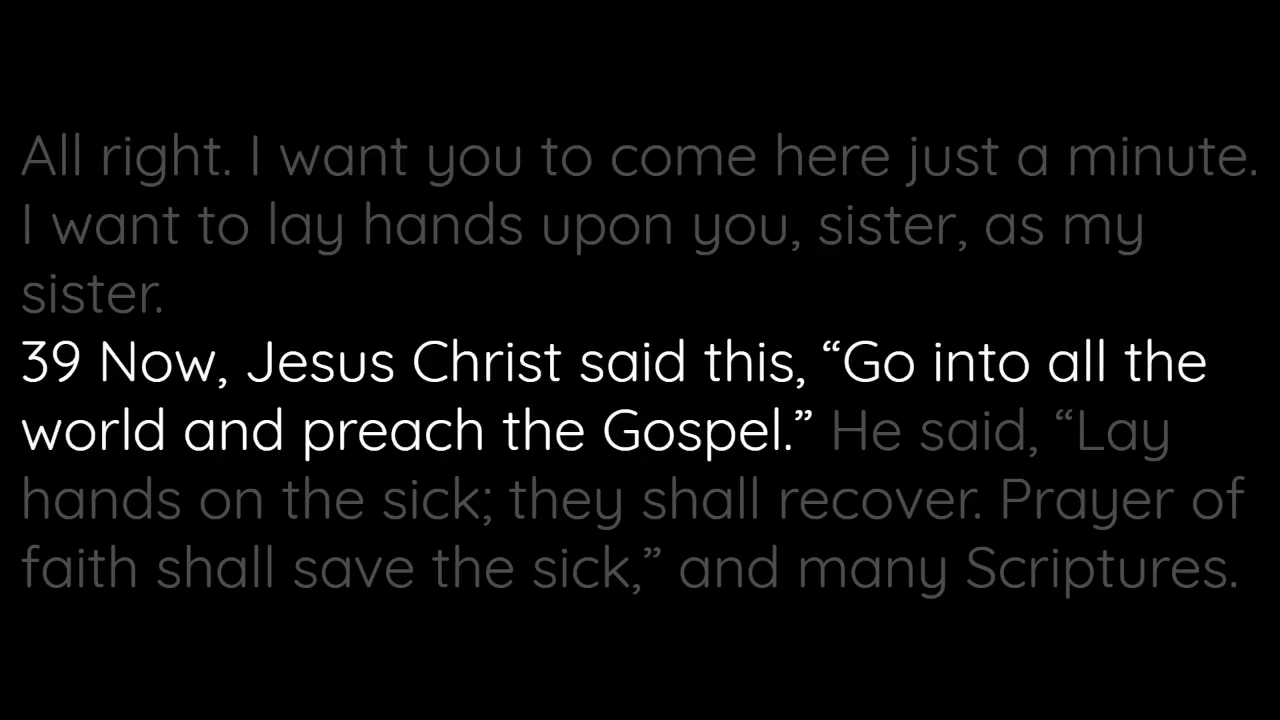 All right. I want you to come here just a minute.
I want to lay hands upon you, sister, as my
sister.
39 Now, Jesus Christ said this, “Go into all the
world and preach the Gospel.” He said, “Lay
hands on the sick; they shall recover. Prayer of
faith shall save the sick,” and many Scriptures.